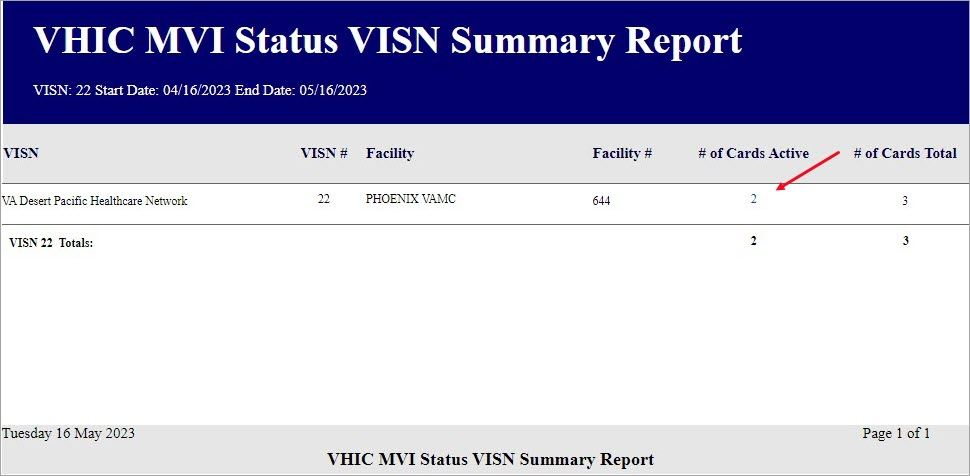 VHIC MVI Status VISN Summary Report
VISN: 22 Start Date: 04/16/2023 End Date: 05/16/2023
VISN VISN # Facility Facility # # of Cards Active # of Cards Total
VA Desert Pacific Healthcare Network 22 PHOENIX VAMC 644 2 3
VISN 22 Totals: 2 3
Tuesday 16 May 2023 Page 1 of 1
VHIC MVI Status VISN Summary Report